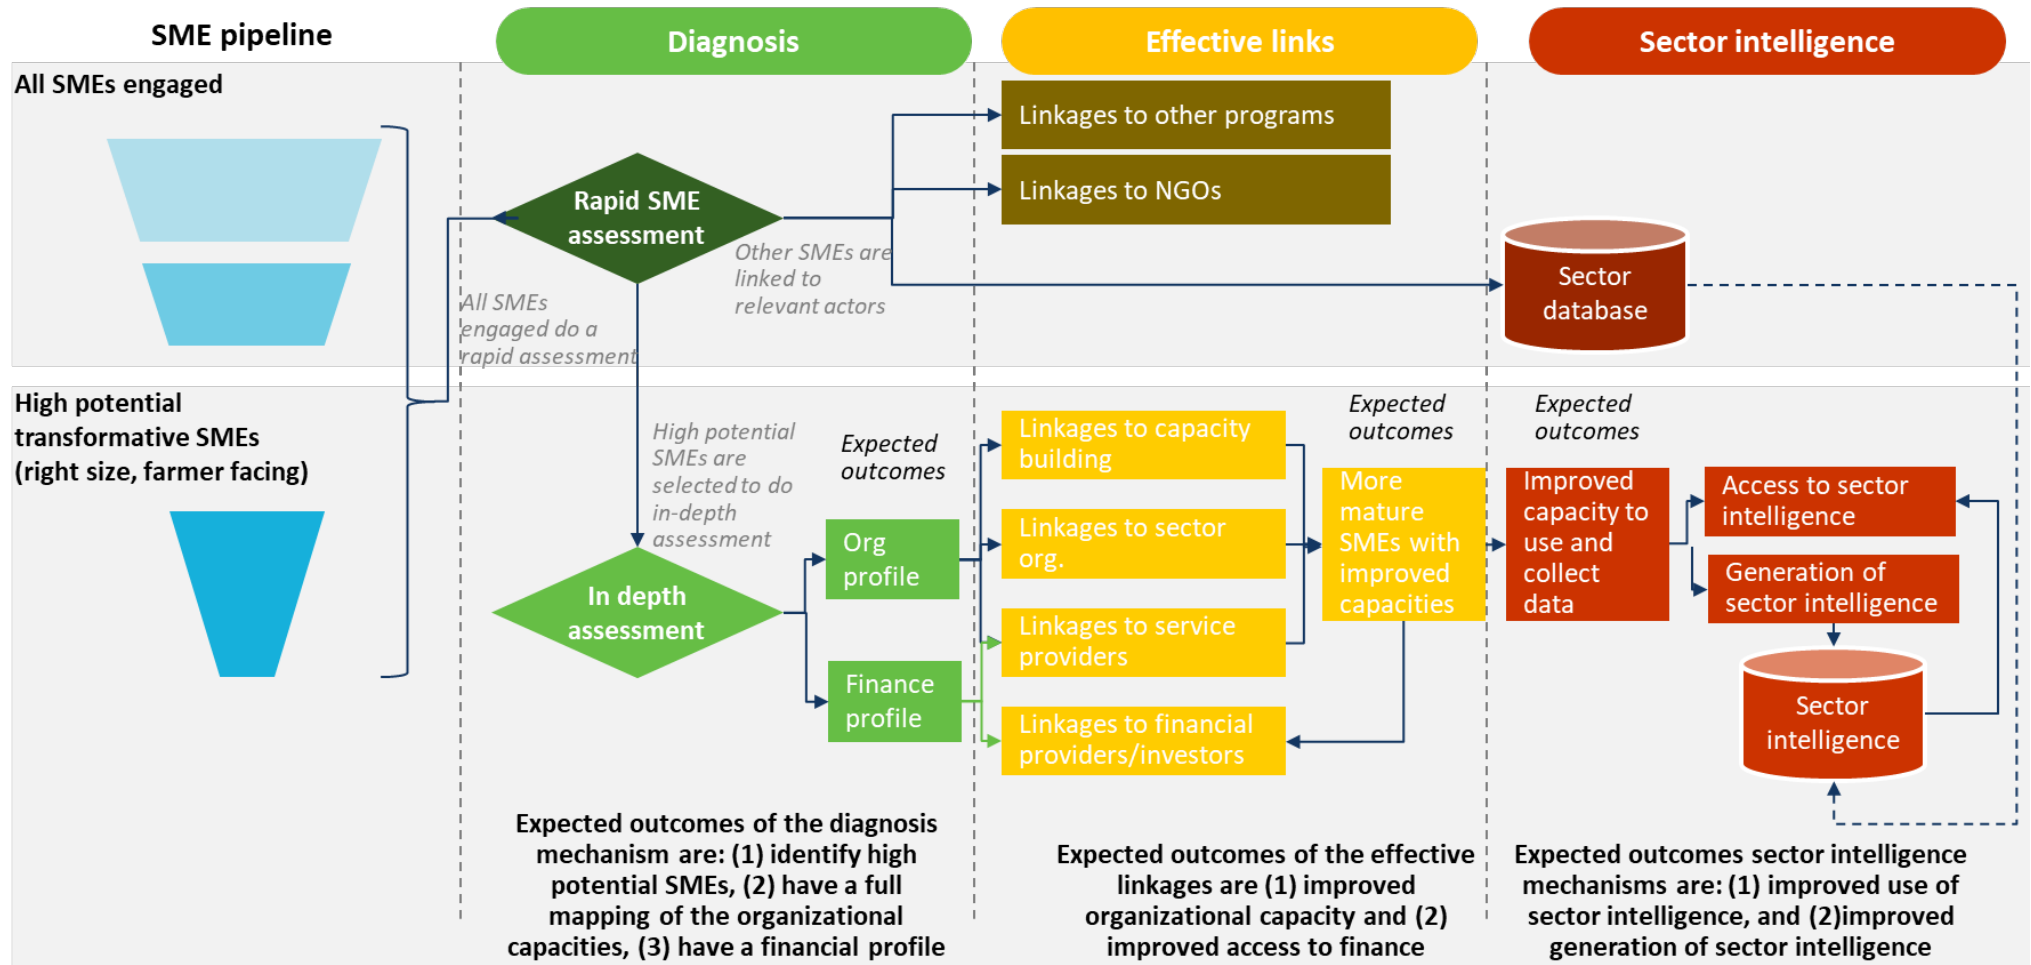 SME pipeline
Diagnosis
Effective links
Sector intelligence
All SMEs engaged
Linkages to other programs
Linkages to NGOs
Rapid SME
assessment
Other SMEs are
linked to
relevant actors
All SMEs
engaged do a
rapid assessment
Sector
database
High potential
transformative SMEs
(right size, farmer facing)
High potential
SMEs are
selected to do
in-depth
assessment
Expected
outcomes
Org
profile
In depth
assessment
Finance
profile
Linkages to capacity
building
Linkages to sector
org.
Linkages to service
providers
Linkages to financial
providers/investors
Expected
outcomes
More
mature
SMEs with
improved
capacities
Expected
outcomes
Improved
capacity to
use and
collect
data
Access to sector
intelligence
Generation of
sector intelligence
Sector
intelligence
Expected outcomes of the diagnosis
mechanism are: (1) identify high
potential SMEs, (2) have a full
mapping of the organizational
capacities, (3) have a financial profile
Expected outcomes of the effective
linkages are (1) improved
organizational capacity and (2)
improved access to finance
Expected outcomes sector intelligence
mechanisms are: (1) improved use of
sector intelligence, and (2)improved
generation of sector intelligence